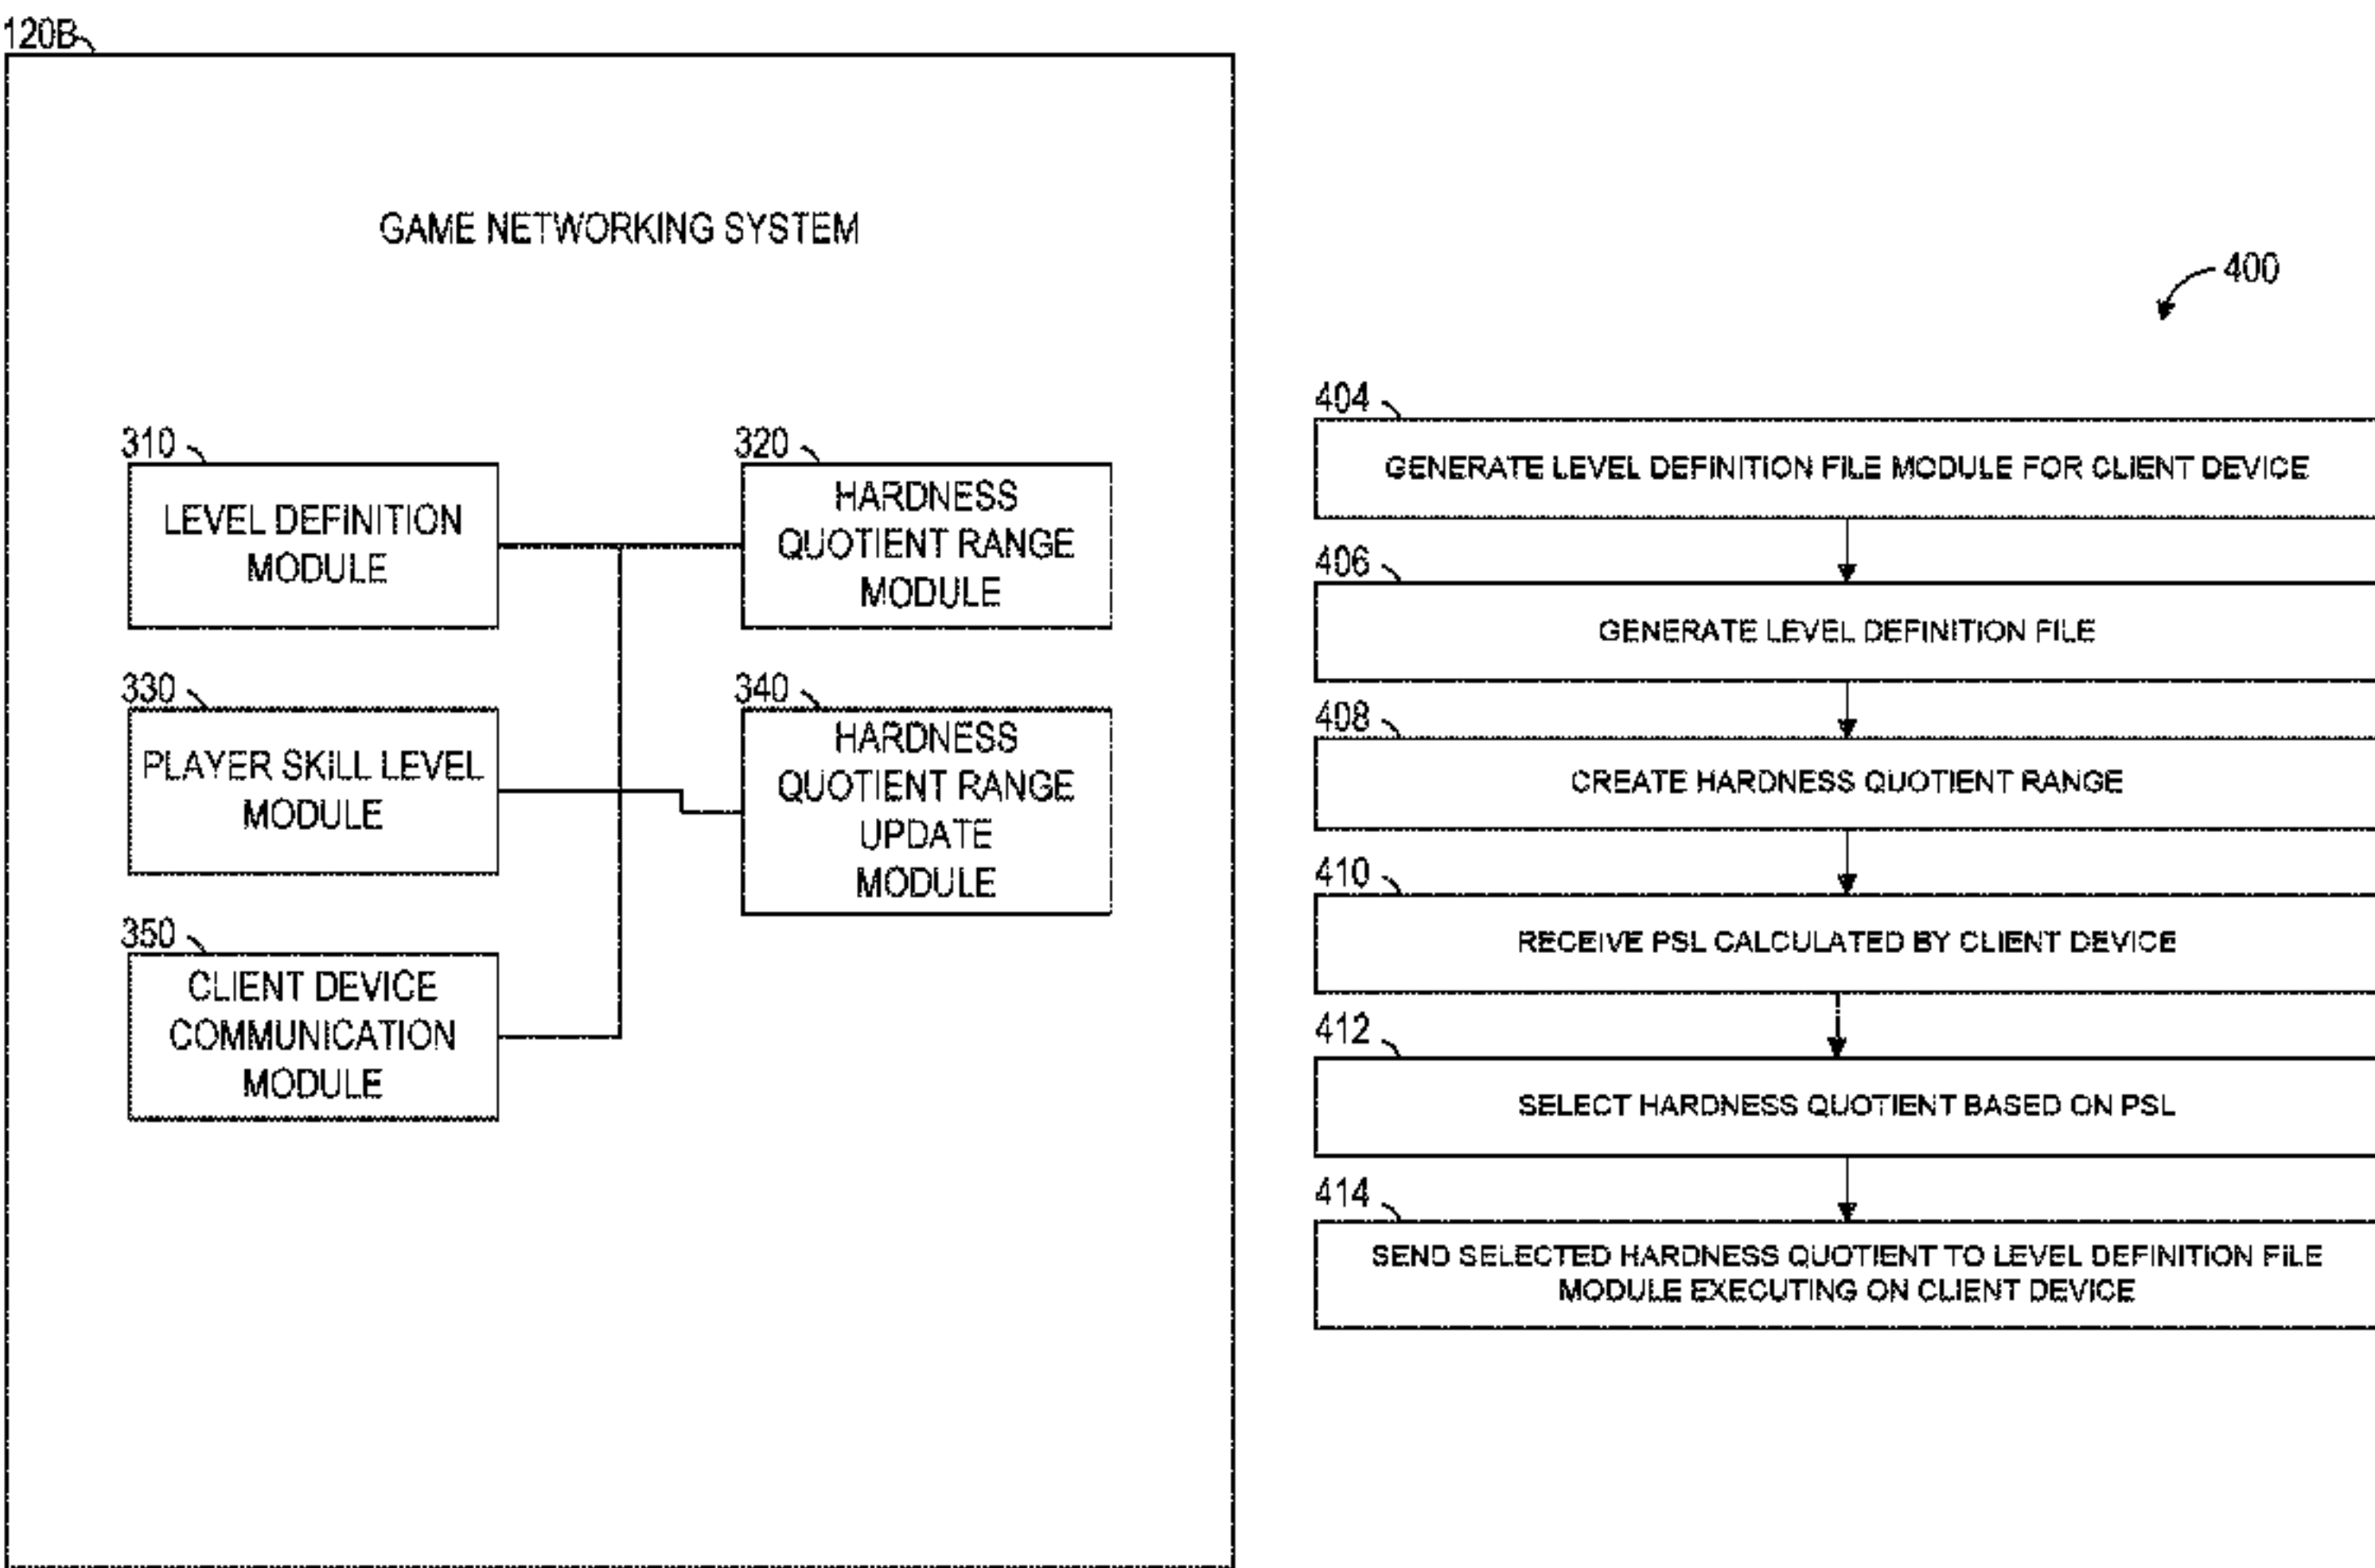 120B
GAME NETWORKING SYSTEM
310
LEVEL DEFINITION
MODULE
320
HARDNESS
QUOTIENT RANGE
MODULE
330
PLAYER SKILL LEVEL
MODULE
340
HARDNESS
QUOTIENT RANGE
UPDATE
MODULE
350
CLIENT DEVICE
COMMUNICATION
MODULE
400
404
GENERATE LEVEL DEFINITION FILE MODULE FOR CLIENT DEVICE
406
GENERATE LEVEL DEFINITION FILE
408
CREATE HARDNESS QUOTIENT RANGE
410
RECEIVE PSL CALCULATED BY CLIENT DEVICE
412
SELECT HARDNESS QUOTIENT BASED ON PSL
414
SEND SELECTED HARDNESS QUOTIENT TO LEVEL DEFINITION FILE
MODULE EXECUTING ON CLIENT DEVICE